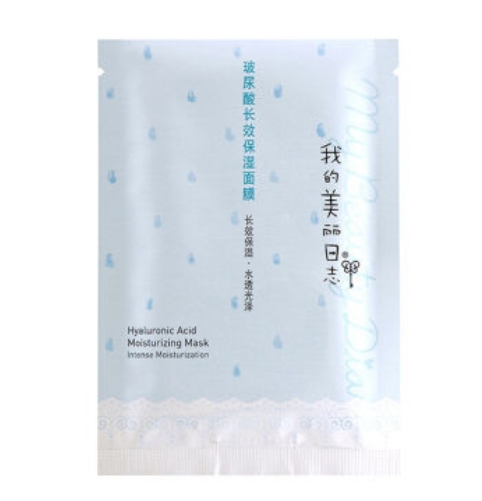 玻尿酸长效保湿面膜
长效保湿·水透光泽
我的美丽日志®
My Beauty Diary
Hyaluronic Acid
Moisturizing Mask
Intense Moisturization